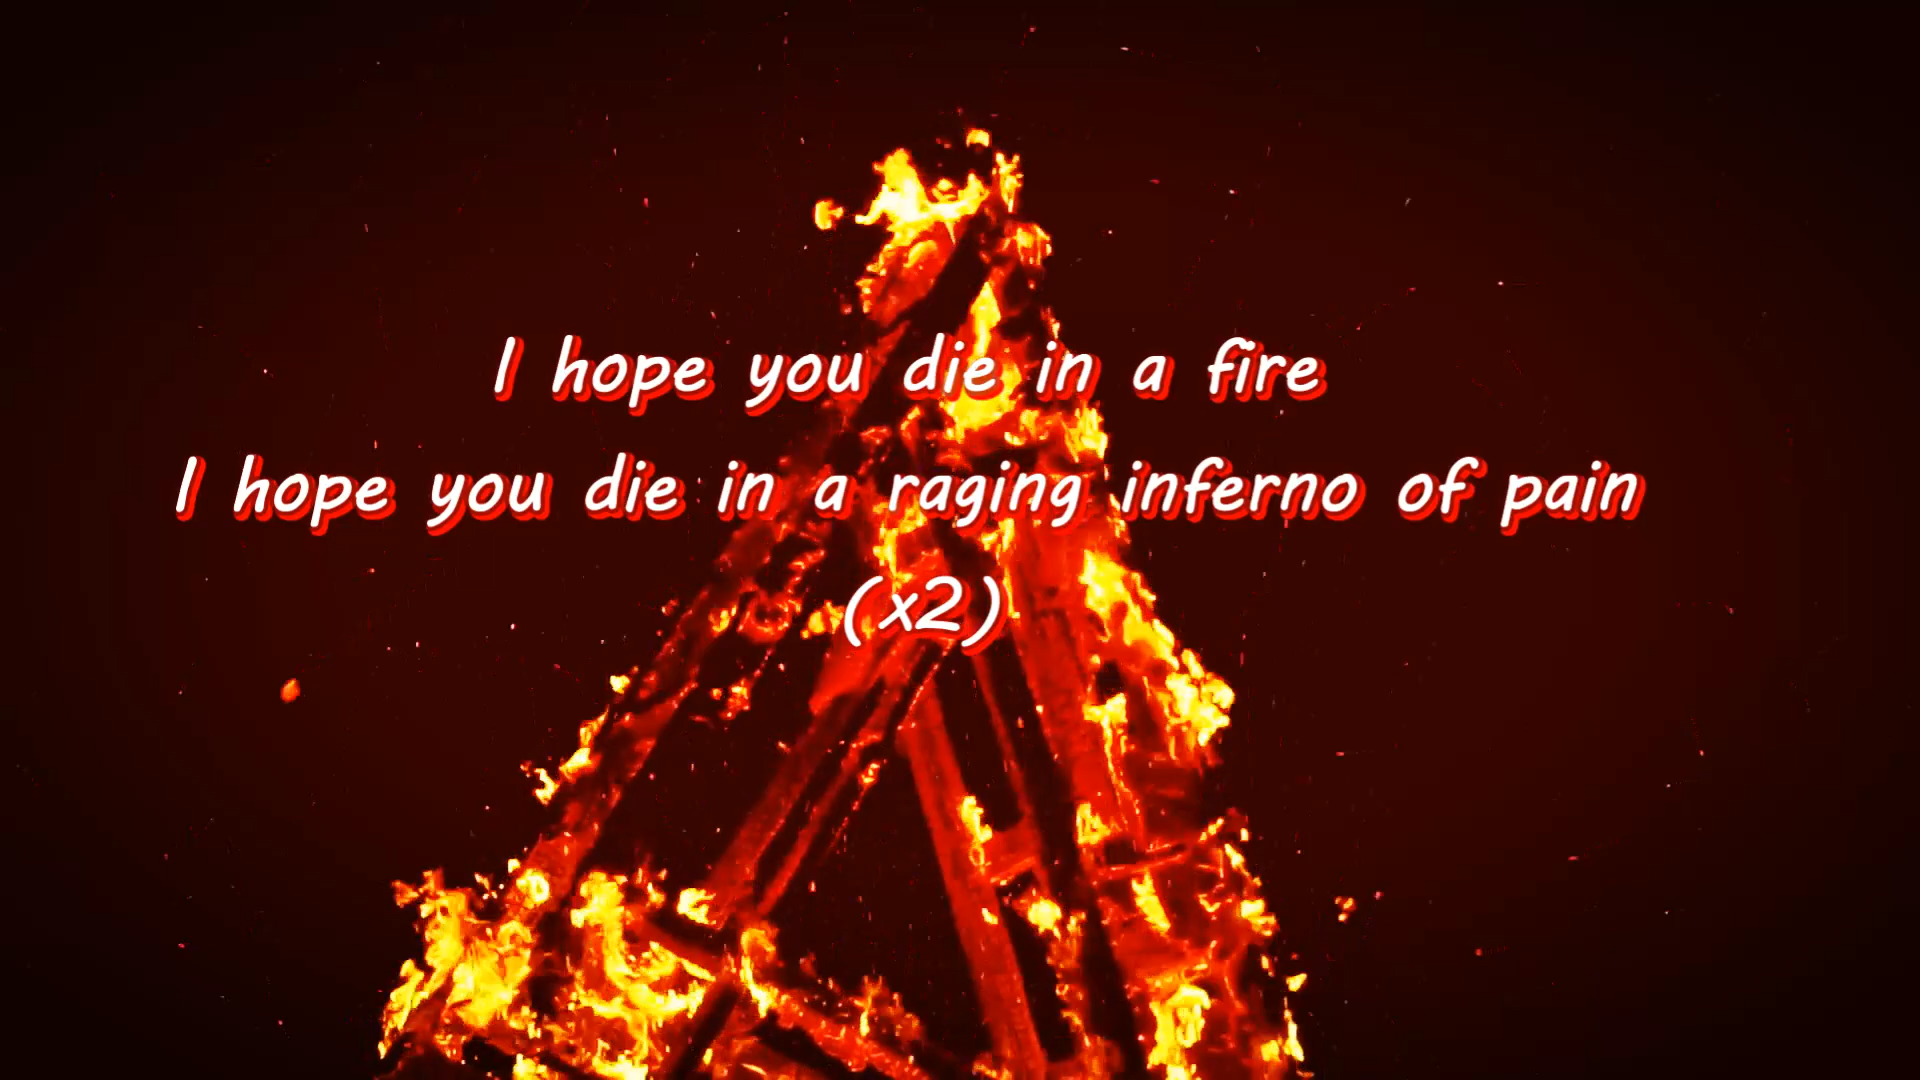 I hope you die in a fire
I hope you die in a raging inferno of pain
(x2)